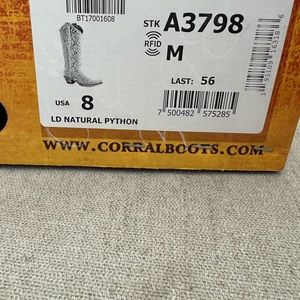 BT17001608
STK A3798
RFID M
LAST: 56
USA 8
7 500482 575285
LD NATURAL PYTHON
WWW.CORRALBOOTS.COM